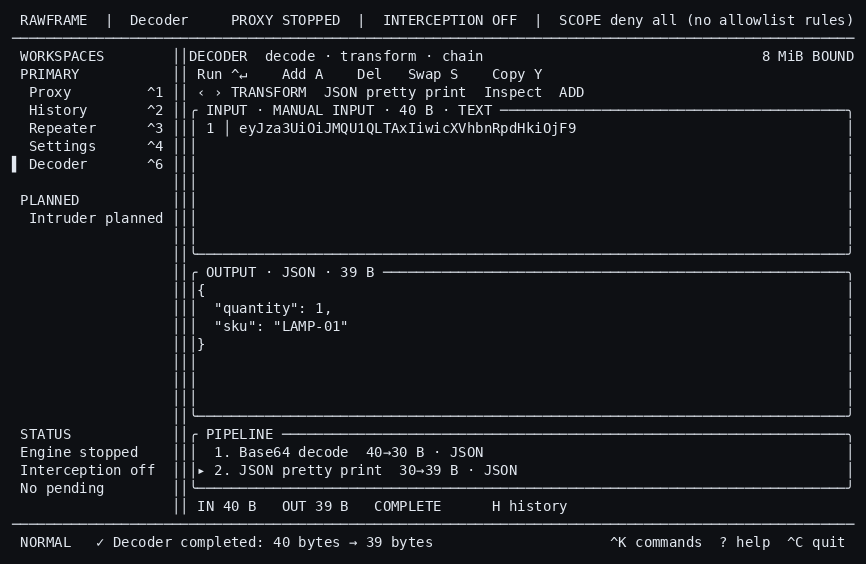 RAWFRAME | Decoder PROXY STOPPED | INTERCEPTION OFF | SCOPE deny all (no allowlist rules)
WORKSPACES
PRIMARY
Proxy ^1
History ^2
Repeater ^3
Settings ^4
Decoder ^6
PLANNED
Intruder planned
STATUS
Engine stopped
Interception off
No pending
DECODER decode · transform · chain 8 MiB BOUND
Run ^↵ Add A Del Swap S Copy Y
‹ › TRANSFORM JSON pretty print Inspect ADD
INPUT · MANUAL INPUT · 40 B · TEXT
1 │ eyJza3UiOiJMQU1QLTAxIiwicXVhbnRpdHkiOjF9
OUTPUT · JSON · 39 B
{
"quantity": 1,
"sku": "LAMP-01"
}
PIPELINE
1. Base64 decode 40→30 B · JSON
▸ 2. JSON pretty print 30→39 B · JSON
IN 40 B OUT 39 B COMPLETE H history
NORMAL ✓ Decoder completed: 40 bytes → 39 bytes ^K commands ? help ^C quit